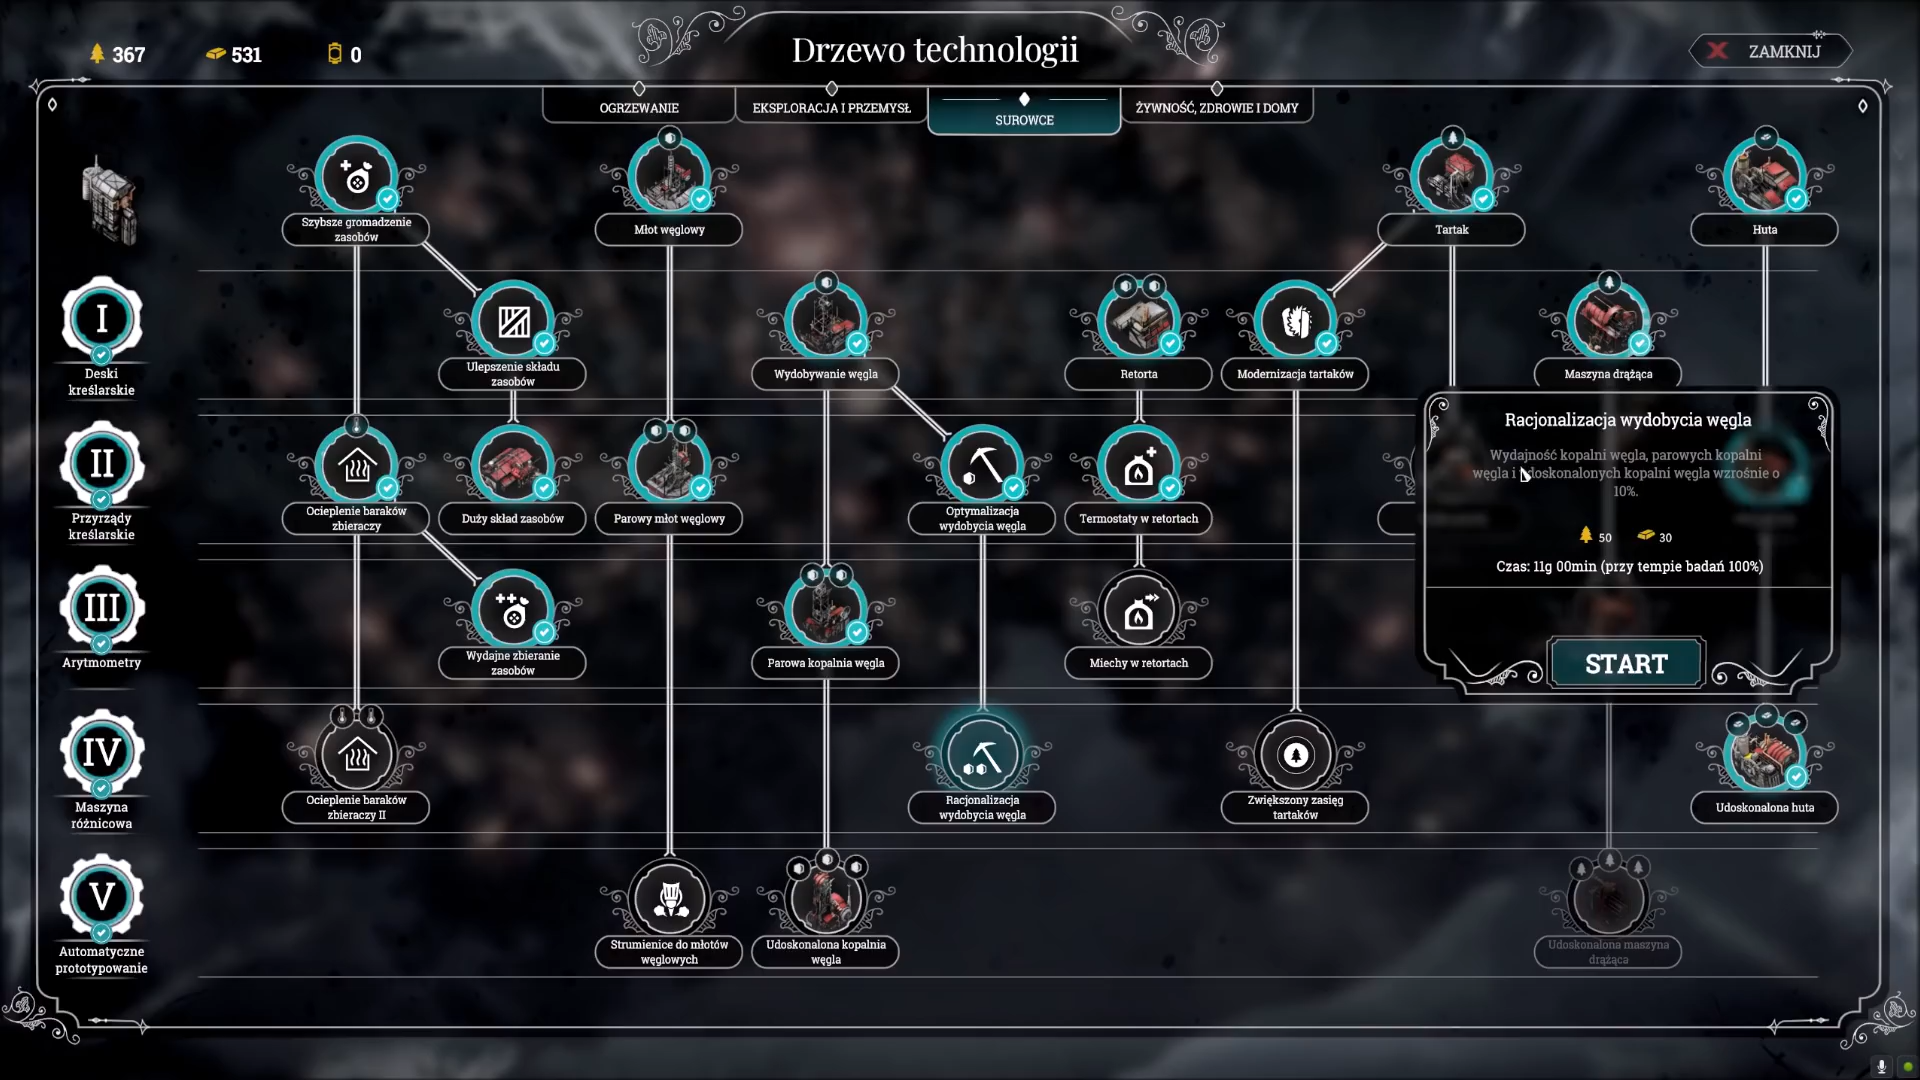 367
531
0
Drzewo technologii
ZAMKNIJ
OGRZEWANIE
EKSPLORACJA I PRZEMYSŁ
SUROWCE
ŻYWNOŚĆ, ZDROWIE I DOMY
Szybsze gromadzenie
zasobów
Młot węglowy
Tartak
Huta
I
Deski
kreślarskie
Ulepszenie składu
zasobów
Wydobywanie węgla
Retorta
Modernizacja tartaków
Maszyna drążąca
II
Przyrządy
kreślarskie
Ocieplenie baraków
zbieraczy
Duży skład zasobów
Parowy młot węglowy
Optymalizacja
wydobycia węgla
Termostaty w retortach
Racjonalizacja wydobycia węgla
Wydajność kopalni węgla, parowych kopalni
węgla i udoskonalonych kopalni węgla wzrośnie o
10%.
50
30
Czas: 11g 00min (przy tempie badań 100%)
START
III
Arytmometry
Wydajne zbieranie
zasobów
Parowa kopalnia węgla
Miechy w retortach
IV
Maszyna
różnicowa
Ocieplenie baraków
zbieraczy II
Racjonalizacja
wydobycia węgla
Zwiększony zasięg
tartaków
Udoskonalona huta
V
Automatyczne
prototypowanie
Strumienice do młotów
węglowych
Udoskonalona kopalnia
węgla
Udoskonalona maszyna
drążąca